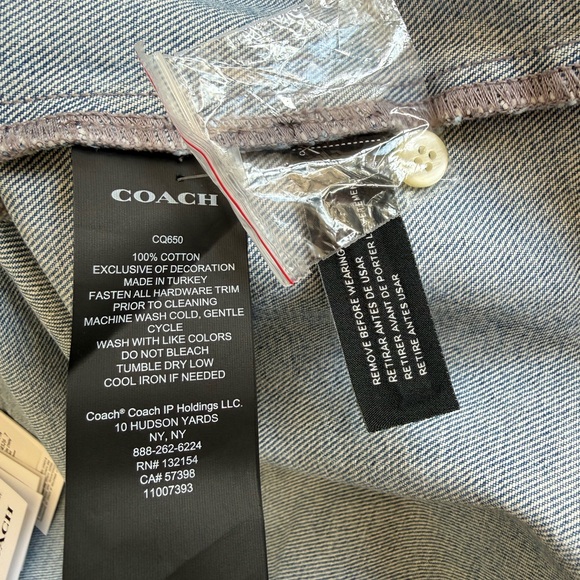 COACH
CQ650
100% COTTON
EXCLUSIVE OF DECORATION
MADE IN TURKEY
FASTEN ALL HARDWARE TRIM
PRIOR TO CLEANING
MACHINE WASH COLD, GENTLE
CYCLE
WASH WITH LIKE COLORS
DO NOT BLEACH
TUMBLE DRY LOW
COOL IRON IF NEEDED
Coach® Coach IP Holdings LLC.
10 HUDSON YARDS
NY, NY
888-262-6224
RN# 132154
CA# 57398
11007393
REMOVE BEFORE WEARING
RETIRAR ANTES DE USAR
RETIRER AVANT DE PORTER
RETIRE ANTES USAR
ACH